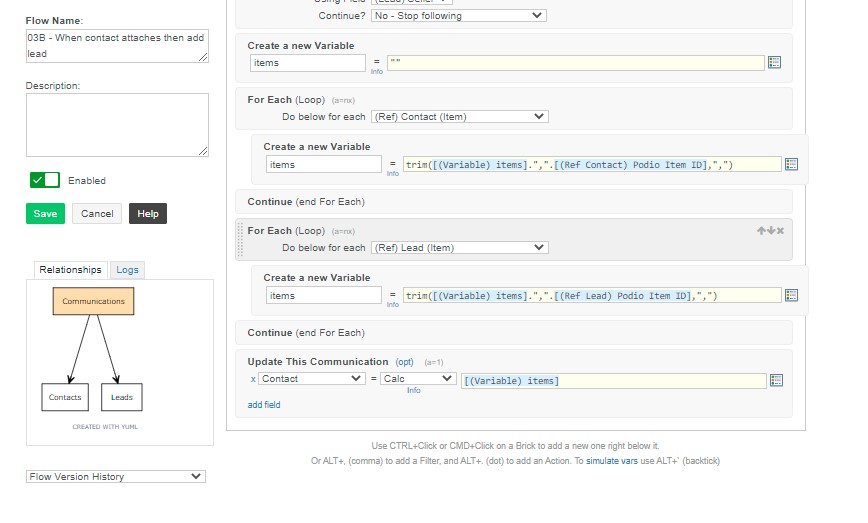 Flow Name:
03B - When contact attaches then add
lead
Description:
Enabled
Save Cancel Help
Relationships Logs
Communications
Contacts Leads
CREATED WITH YUML
Flow Version History
Continue? No - Stop following
Create a new Variable
items = ""
Info
For Each (Loop) (a=nx)
Do below for each (Ref) Contact (Item)
Create a new Variable
items = trim([(Variable) items].",".[(Ref Contact) Podio Item ID],",")
Info
Continue (end For Each)
For Each (Loop) (a=nx)
Do below for each (Ref) Lead (Item)
Create a new Variable
items = trim([(Variable) items].",".[(Ref Lead) Podio Item ID],",")
Info
Continue (end For Each)
Update This Communication (opt) (a=1)
x Contact = Calc [(Variable) items]
Info
add field
Use CTRL+Click or CMD+Click on a Brick to add a new one right below it.
Or ALT+, (comma) to add a Filter, and ALT+. (dot) to add an Action. To simulate vars use ALT+` (backtick)